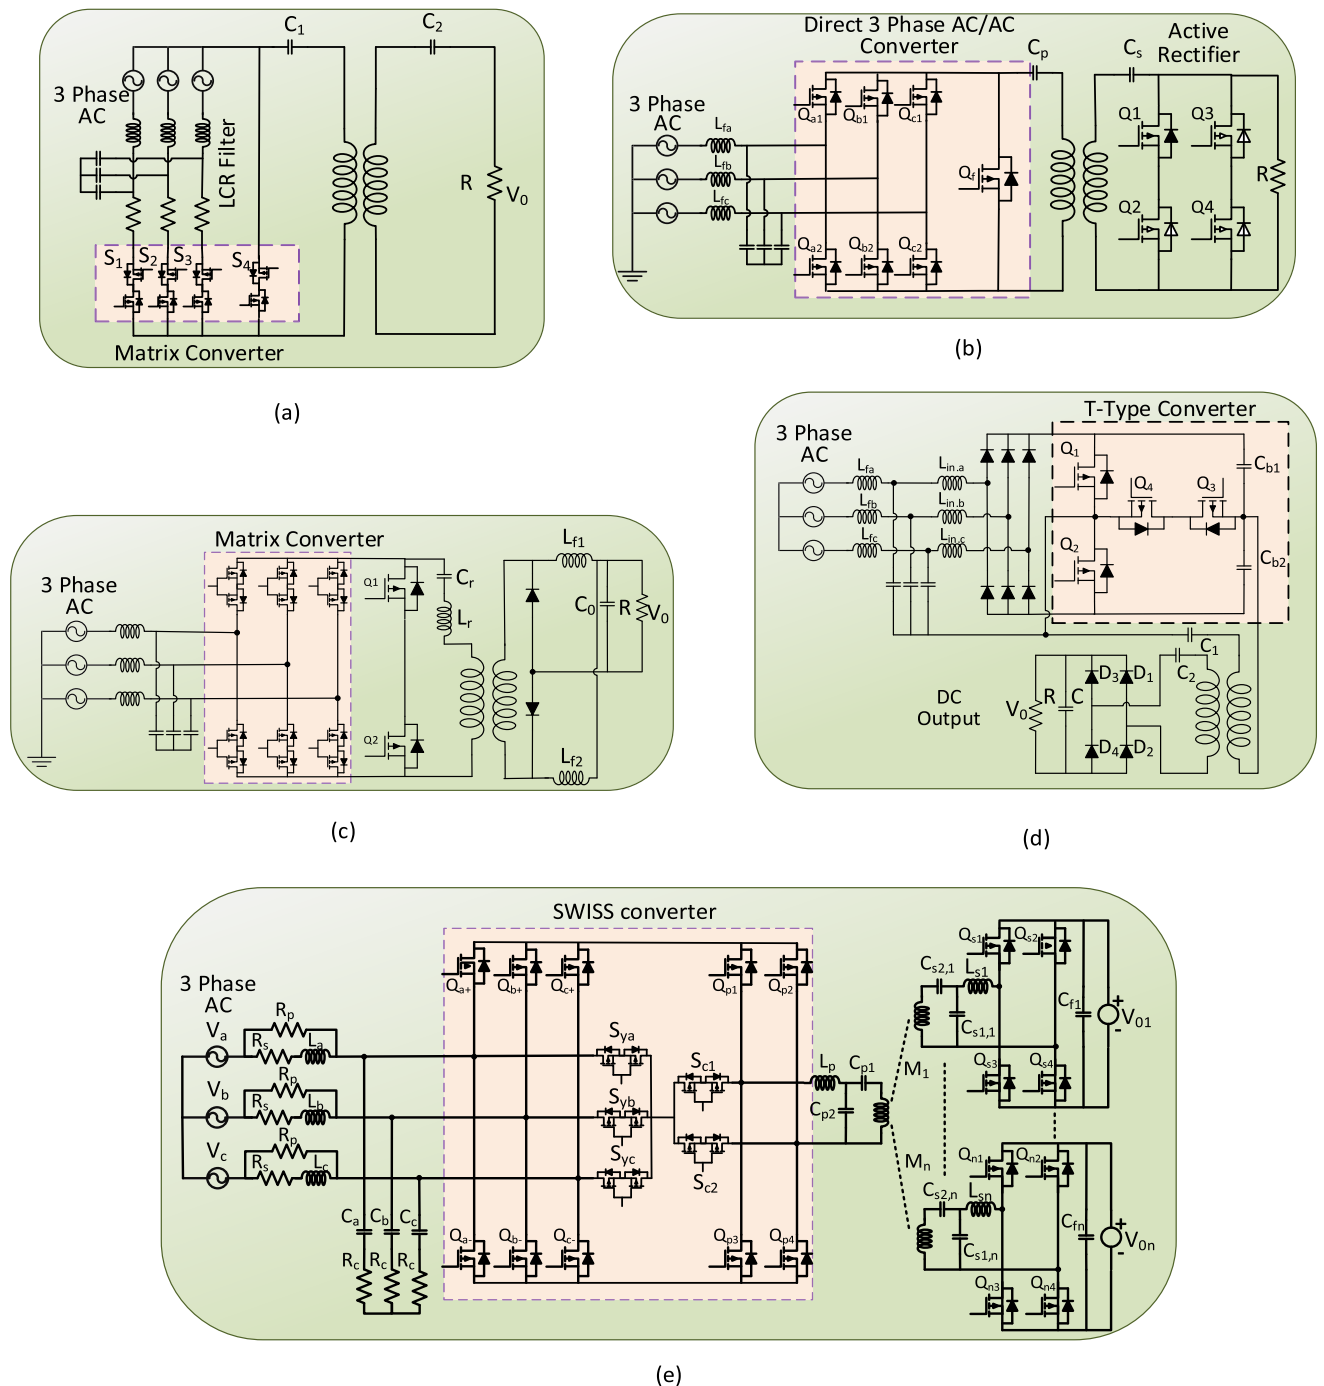 C1
C2
3 Phase
AC
LCR Filter
R
V0
S1
S2
S3
S4
Matrix Converter
(a)
Direct 3 Phase AC/AC
Converter
Active
Rectifier
Cp
Cs
3 Phase
AC
Lfa
Lfb
Lfc
Qa1
Qb1
Qc1
Qf
Qa2
Qb2
Qc2
Q1
Q3
Q2
Q4
R
(b)
Matrix Converter
3 Phase
AC
Q1
Q2
Cr
Lr
Lf1
C0
R
V0
Lf2
(c)
T-Type Converter
3 Phase
AC
Lfa
Lfb
Lfc
Lin.a
Lin.b
Lin.c
Q1
Q4
Q3
Q2
Cb1
Cb2
C1
C2
DC
Output
V0
R
C
D3
D1
D4
D2
(d)
SWISS converter
3 Phase
AC
Va
Rp
Rs
La
Vb
Rp
Rs
Lb
Vc
Rp
Rs
Lc
Ca
Cb
Cc
Rc
Rc
Rc
Qa+
Qb+
Qc+
Qp1
Qp2
Sya
Syb
Syc
Sc1
Sc2
Qa-
Qb-
Qc-
Qp3
Qp4
Lp
Cp1
Cp2
M1
Mn
Cs2,1
Ls1
Cs1,1
Qs1
Qs2
Qs3
Qs4
Cf1
+
V01
-
Cs2,n
Lsn
Cs1,n
Qn1
Qn2
Qn3
Qn4
Cfn
+
V0n
-
(e)